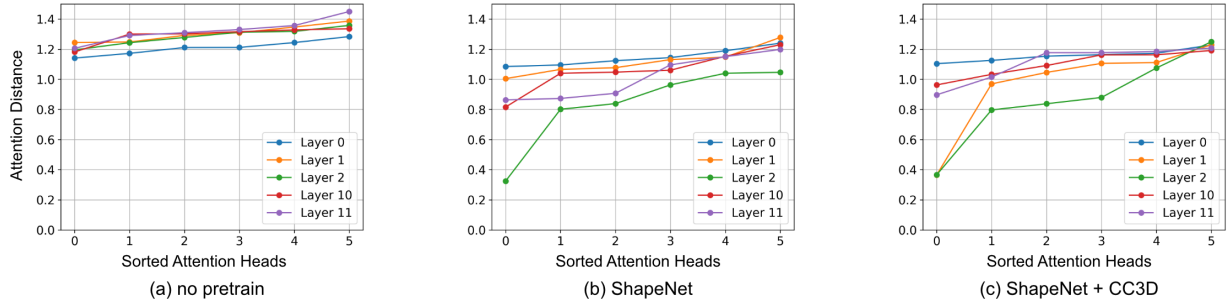 Attention Distance
1.4
1.2
1.0
0.8
0.6
0.4
0.2
0.0
Layer 0
Layer 1
Layer 2
Layer 10
Layer 11
0 1 2 3 4 5
Sorted Attention Heads
(a) no pretrain
1.4
1.2
1.0
0.8
0.6
0.4
0.2
0.0
Layer 0
Layer 1
Layer 2
Layer 10
Layer 11
0 1 2 3 4 5
Sorted Attention Heads
(b) ShapeNet
1.4
1.2
1.0
0.8
0.6
0.4
0.2
0.0
Layer 0
Layer 1
Layer 2
Layer 10
Layer 11
0 1 2 3 4 5
Sorted Attention Heads
(c) ShapeNet + CC3D